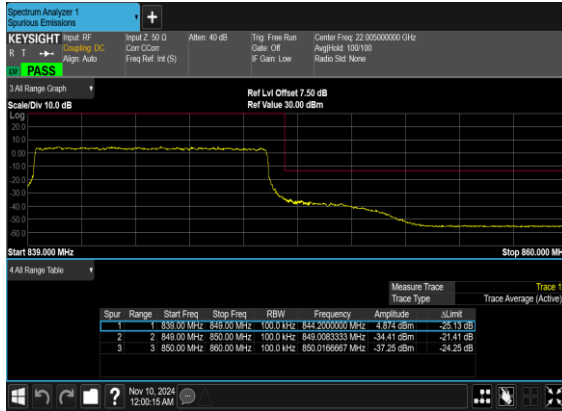 Spectrum Analyzer 1
Spurious Emissions
+
KEYSIGHT Input: RF Input Z: 50 Ω Atten: 40 dB Trig: Free Run Center Freq: 22.005000000 GHz
R T Coupling: DC Corr CCorr Gate: Off Avg|Hold: 100/100
Align: Auto Freq Ref: Int (S) IF Gain: Low Radio Std: None
PASS
3 All Range Graph
Ref Lvl Offset 7.50 dB
Scale/Div 10.0 dB Ref Value 30.00 dBm
Log
20.0
10.0
0.00
-10.0
-20.0
-30.0
-40.0
-50.0
-60.0
Start 839.000 MHz Stop 860.000 MHz
4 All Range Table
Measure Trace Trace 1
Trace Type Trace Average (Active)
Spur Range Start Freq Stop Freq RBW Frequency Amplitude ΔLimit
1 1 839.00 MHz 849.00 MHz 100.0 kHz 844.2000000 MHz 4.874 dBm -25.13 dB
2 2 849.00 MHz 850.00 MHz 100.0 kHz 849.0083333 MHz -34.41 dBm -21.41 dB
3 3 850.00 MHz 860.00 MHz 100.0 kHz 850.0166667 MHz -37.25 dBm -24.25 dB
? Nov 10, 2024
12:00:15 AM